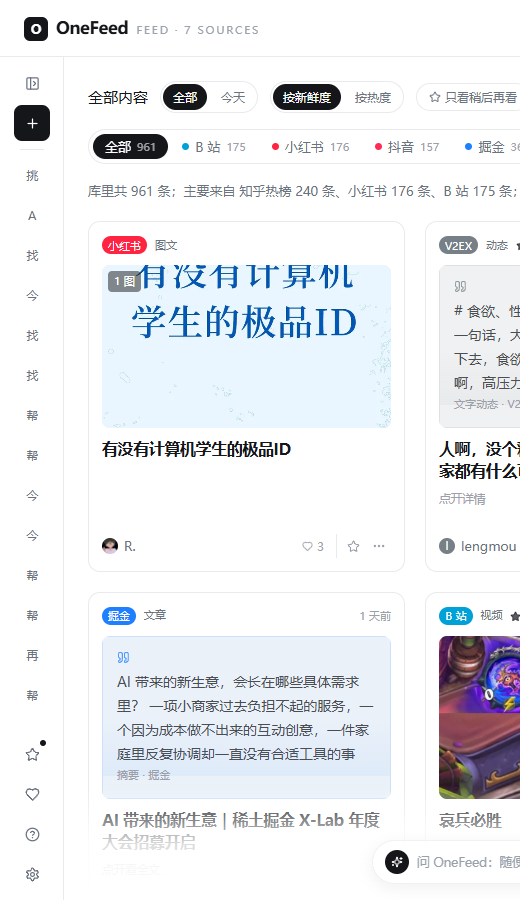 O OneFeed FEED · 7 SOURCES
全部内容 全部 今天 按新鲜度 按热度 只看稍后再看
全部 961 B 站 175 小红书 176 抖音 157 掘金
库里共 961 条；主要来自 知乎热榜 240 条、小红书 176 条、B 站 175 条；
挑
A
找
今
找
找
帮
帮
今
今
帮
帮
再
帮
小红书 图文
1 图
有没有计算机
学生的极品ID
有没有计算机学生的极品ID
R. 3
V2EX 动态
# 食欲、性
一句话，大
下去，食欲
啊，高压力
文字动态 · V2
人啊，没个
家都有什么
点开详情
l lengmou
掘金 文章 1 天前
AI 带来的新生意，会长在哪些具体需求
里？ 一项小商家过去负担不起的服务，一
个因为成本做不出来的互动创意，一件家
庭里反复协调却一直没有合适工具的事
摘要 · 掘金
AI 带来的新生意 | 稀土掘金 X-Lab 年度
大会招募开启
点开看全文
B 站 视频
哀兵必胜
问 OneFeed：随便